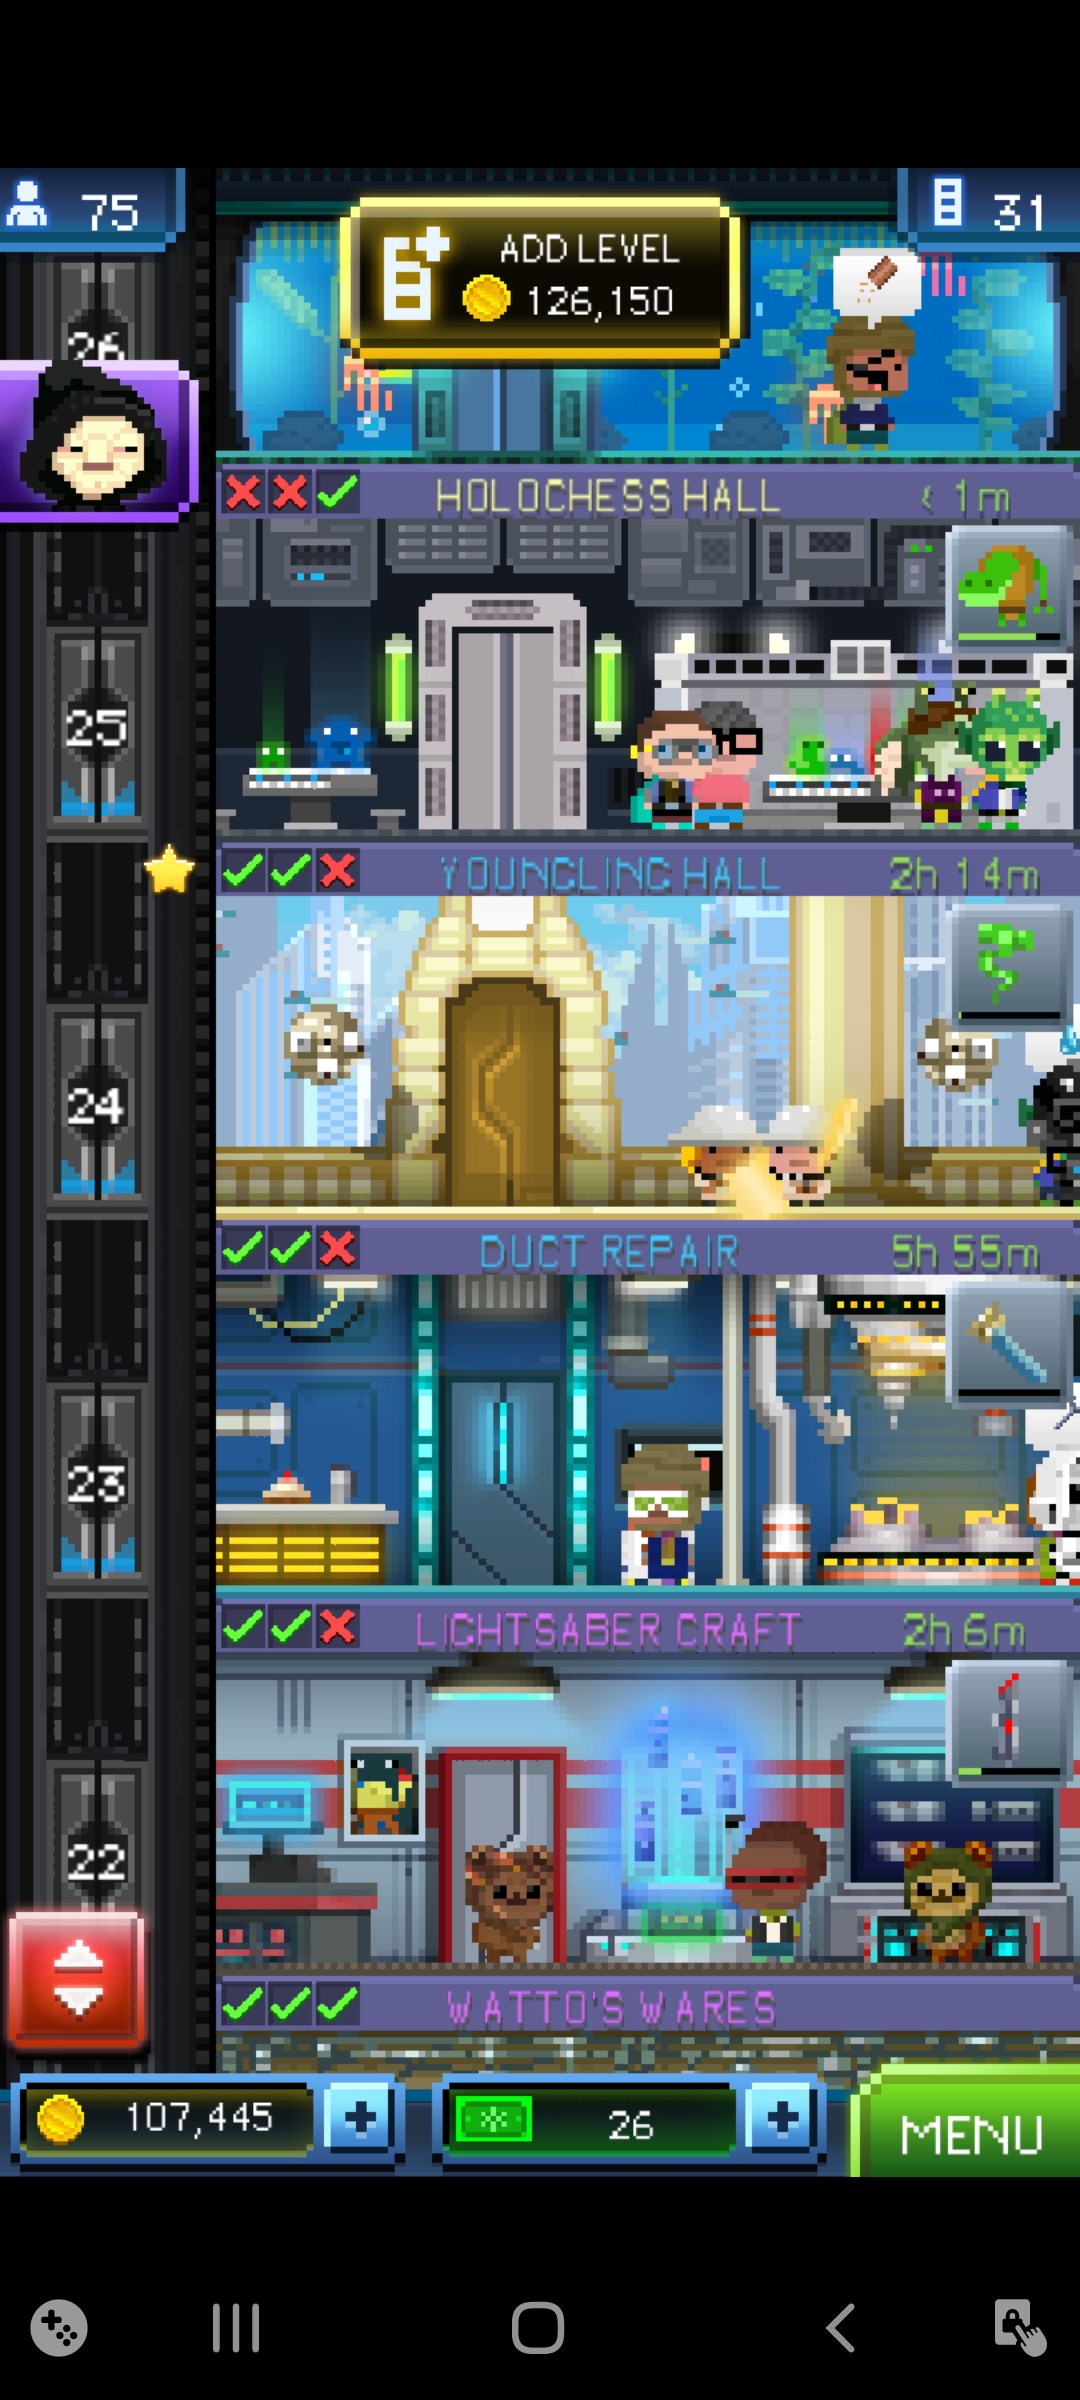 75
31
ADD LEVEL
126,150
26
HOLOCHESS HALL < 1m
25
YOUNGLING HALL 2h 14m
24
DUCT REPAIR 5h 55m
23
LIGHTSABER CRAFT 2h 6m
22
WATTO'S WARES
107,445
26
MENU